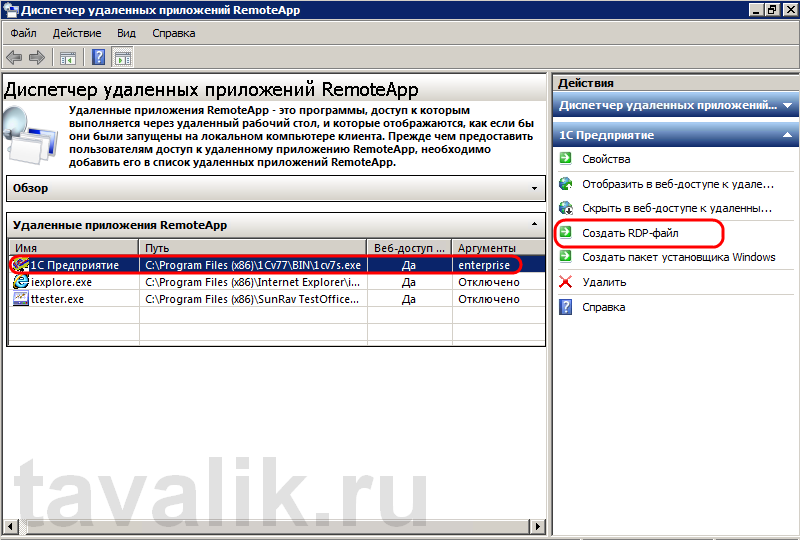 Диспетчер удаленных приложений RemoteApp
Файл Действие Вид Справка
Диспетчер удаленных приложений RemoteApp
Удаленные приложения RemoteApp - это программы, доступ к которым
выполняется через удаленный рабочий стол, и которые отображаются, как если бы
они были запущены на локальном компьютере клиента. Прежде чем предоставить
пользователям доступ к удаленному приложению RemoteApp, необходимо
добавить его в список удаленных приложений RemoteApp.
Обзор
Удаленные приложения RemoteApp
Имя Путь Веб-доступ ... Аргументы
1С Предприятие C:\Program Files (x86)\1Cv77\BIN\1cv7s.exe Да enterprise
iexplore.exe C:\Program Files (x86)\Internet Explorer\i... Да Отключено
ttester.exe C:\Program Files (x86)\SunRav TestOffice... Да Отключено
Действия
Диспетчер удаленных приложений...
1С Предприятие
Свойства
Отобразить в веб-доступе к удале...
Скрыть в веб-доступе к удаленны...
Создать RDP-файл
Создать пакет установщика Windows
Удалить
Справка
tavalik.ru